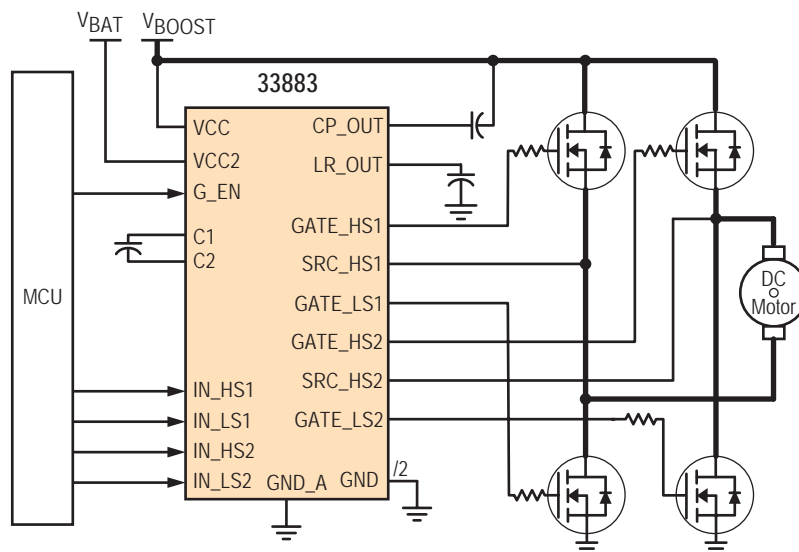 VBAT
VBOOST
33883
VCC
VCC2
G_EN
C1
C2
IN_HS1
IN_LS1
IN_HS2
IN_LS2
CP_OUT
LR_OUT
GATE_HS1
SRC_HS1
GATE_LS1
GATE_HS2
SRC_HS2
GATE_LS2
GND_A
GND
/2
MCU
DC
Motor